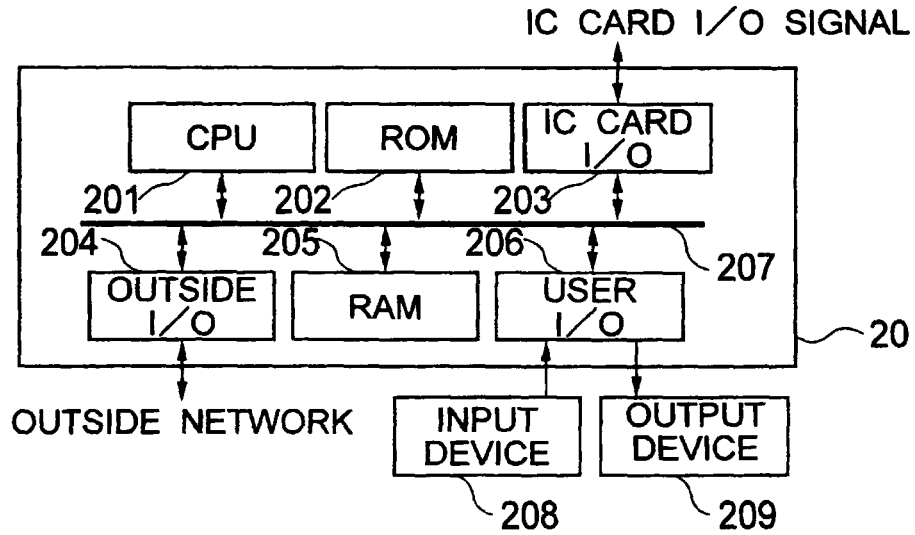 IC CARD I/O SIGNAL
CPU
ROM
IC CARD
I/O
201
202
203
204
205
206
207
OUTSIDE
I/O
RAM
USER
I/O
20
OUTSIDE NETWORK
INPUT
DEVICE
OUTPUT
DEVICE
208
209